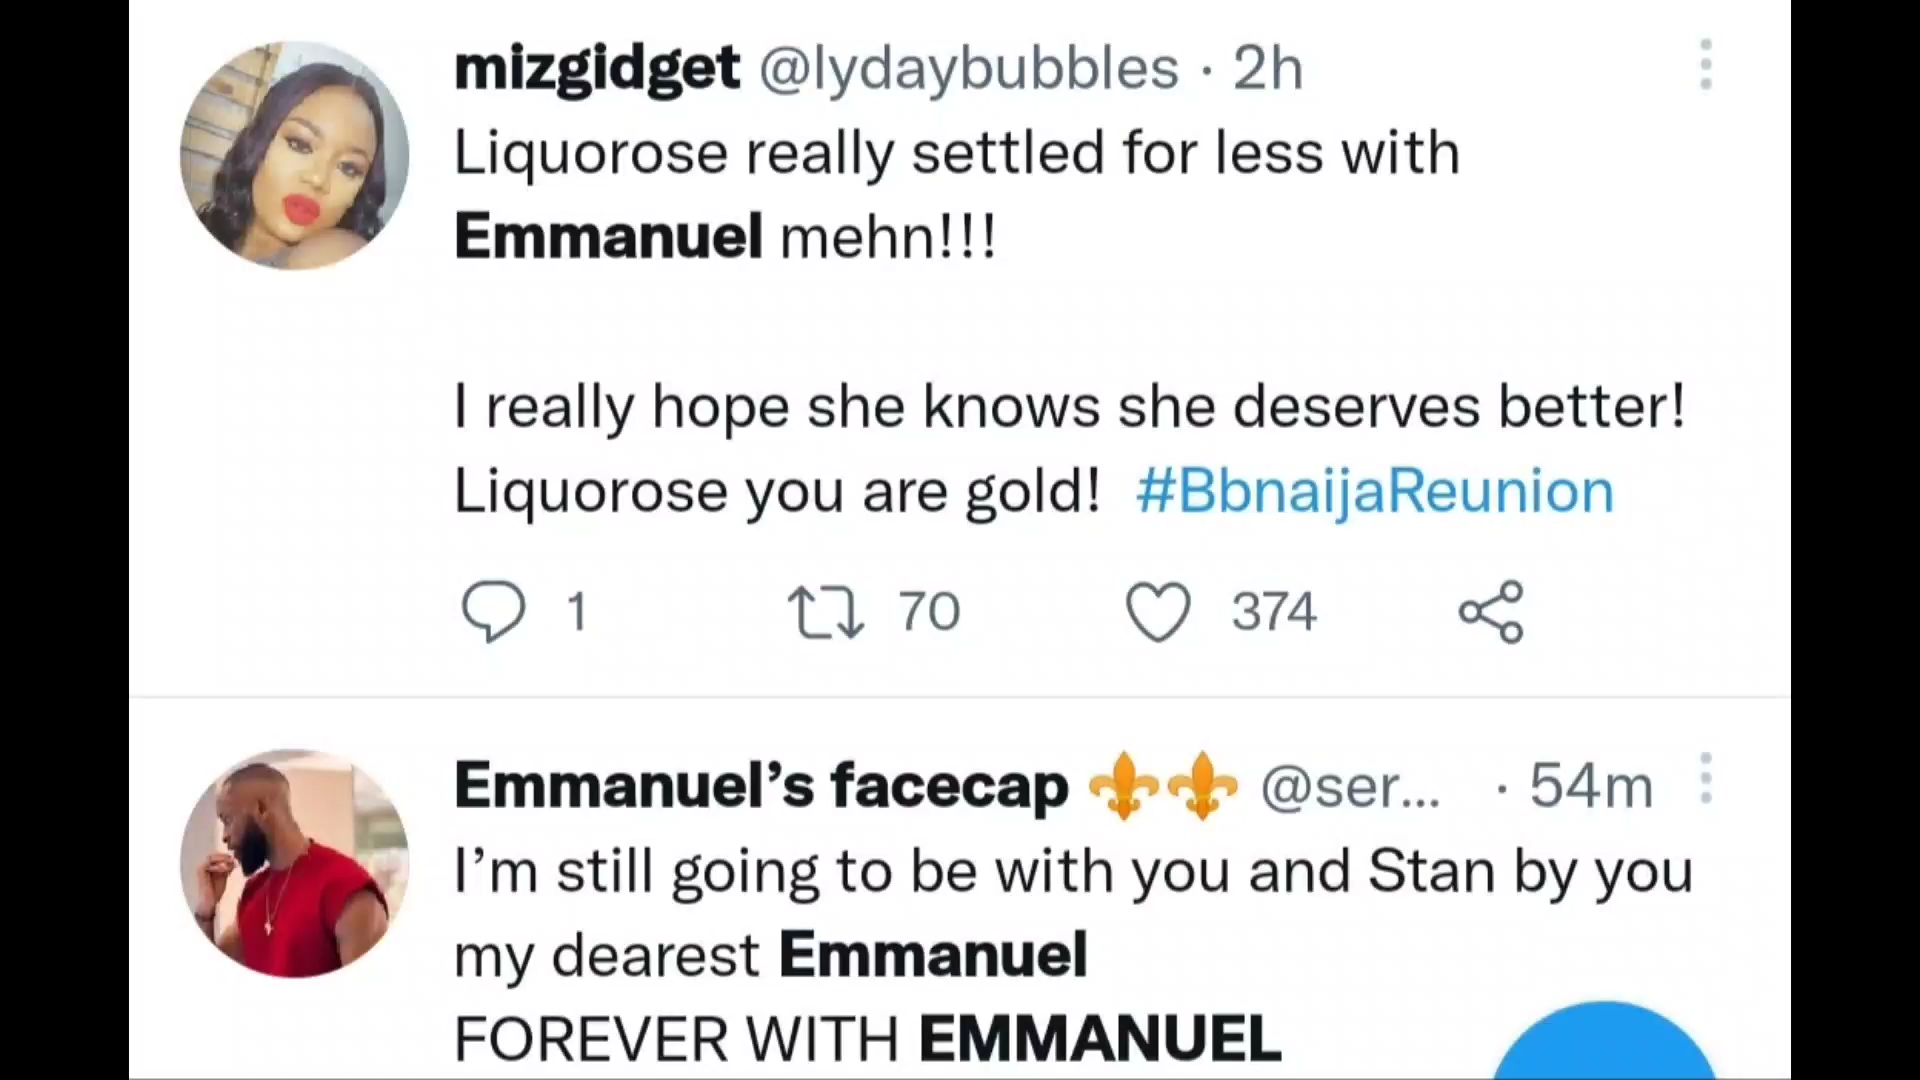 mizgidget @lydaybubbles · 2h
Liquorose really settled for less with
Emmanuel mehn!!!
I really hope she knows she deserves better!
Liquorose you are gold! #BbnaijaReunion
1 70 374
Emmanuel’s facecap ⚜️⚜️ @ser... · 54m
I’m still going to be with you and Stan by you
my dearest Emmanuel
FOREVER WITH EMMANUEL